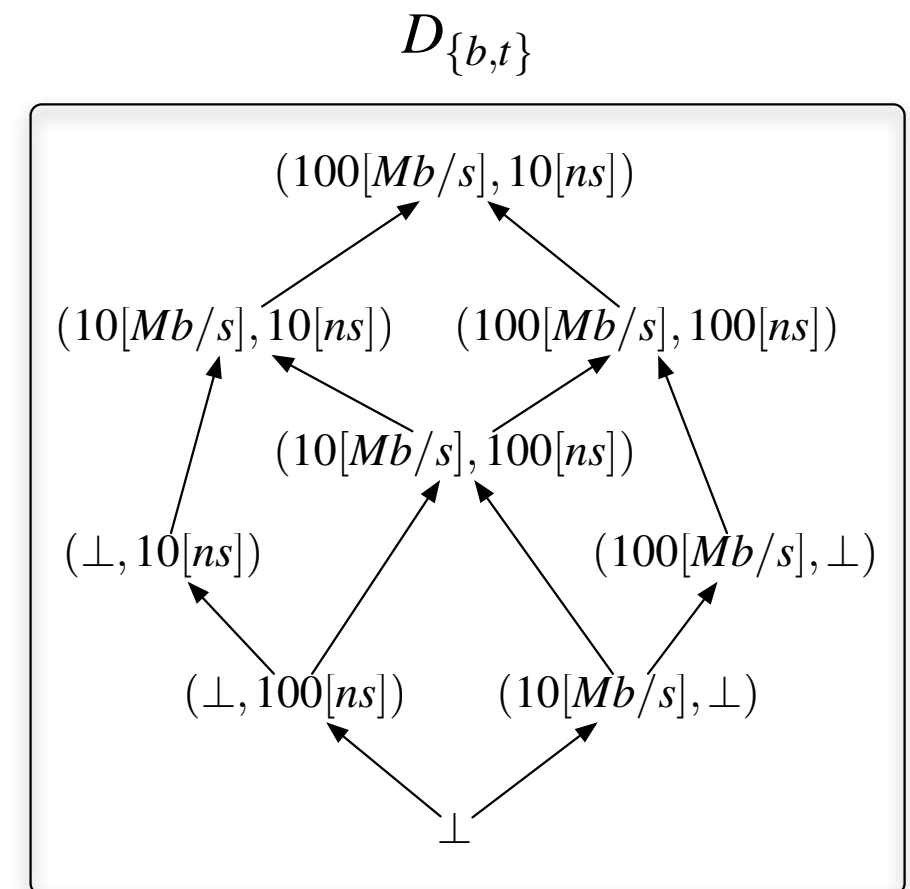 D{b,t}
(100[Mb/s],10[ns])
(10[Mb/s],10[ns]) (100[Mb/s],100[ns])
(10[Mb/s],100[ns])
(⊥,10[ns]) (100[Mb/s],⊥)
(⊥,100[ns]) (10[Mb/s],⊥)
⊥